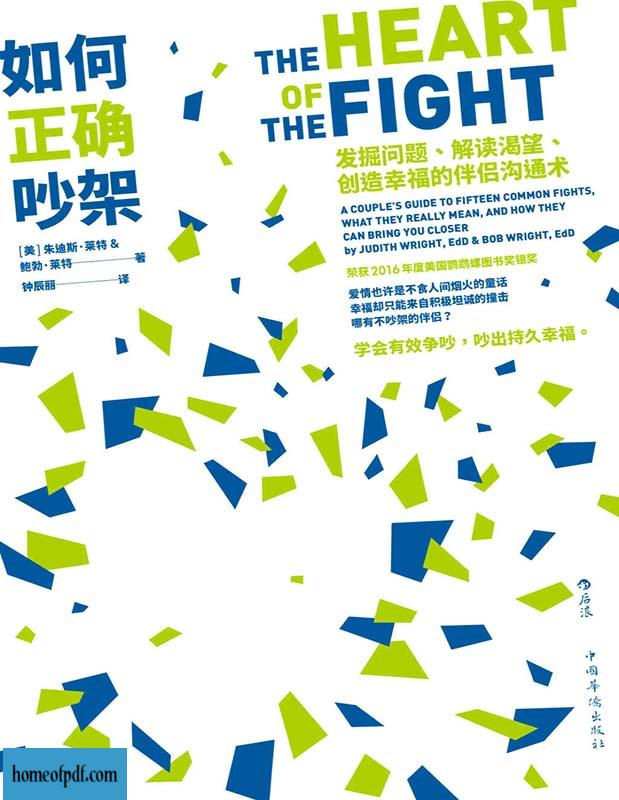 如何
正确
吵架
[美] 朱迪斯·莱特 &
鲍勃·莱特 著
钟辰丽 译
THE HEART
OF
THE FIGHT
发掘问题、解读渴望、
创造幸福的伴侣沟通术
A COUPLE'S GUIDE TO FIFTEEN COMMON FIGHTS,
WHAT THEY REALLY MEAN, AND HOW THEY
CAN BRING YOU CLOSER
by JUDITH WRIGHT, EdD & BOB WRIGHT, EdD
荣获2016年度美国鹦鹉螺图书奖银奖
爱情也许是不食人间烟火的童话
幸福却只能来自积极坦诚的撞击
哪有不吵架的伴侣？
学会有效争吵，吵出持久幸福。
后浪
中国华侨出版社
homeofpdf.com